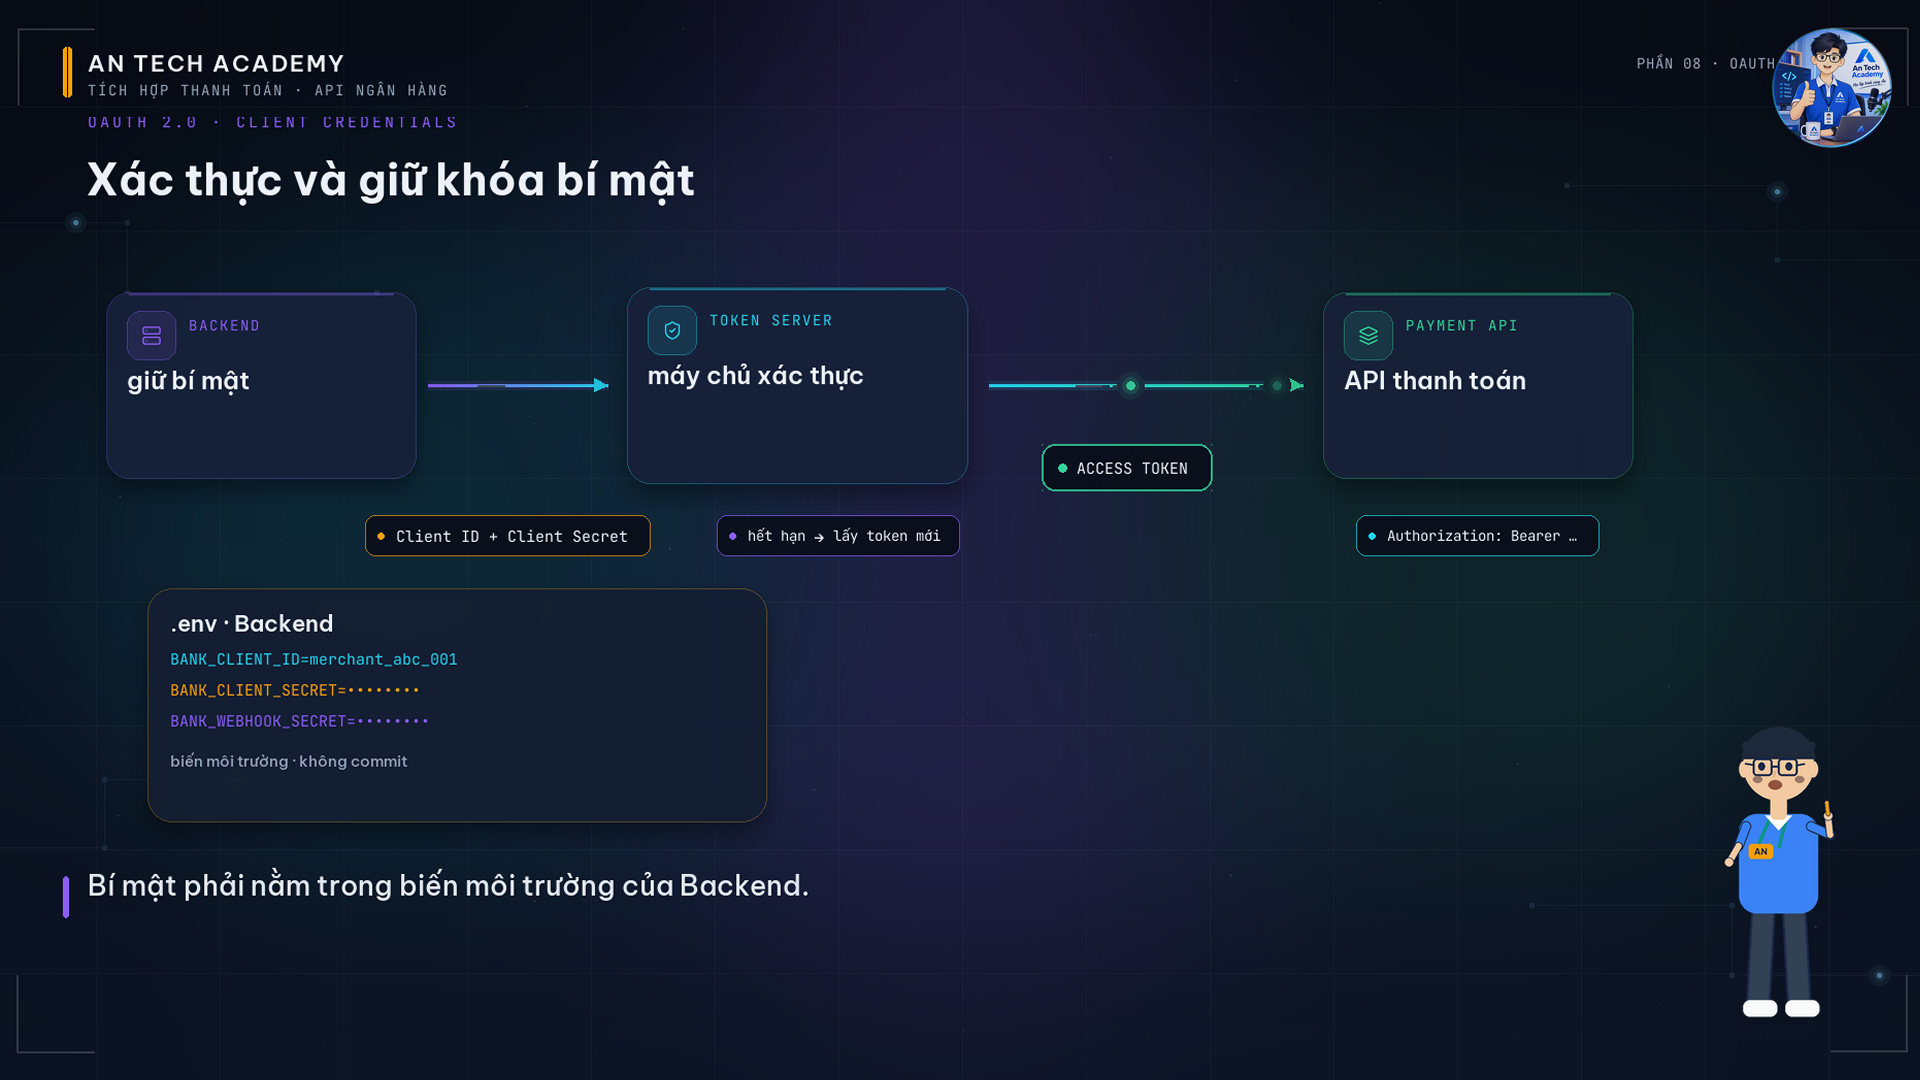 AN TECH ACADEMY
TÍCH HỢP THANH TOÁN · API NGÂN HÀNG
OAUTH 2.0 · CLIENT CREDENTIALS
PHẦN 08 · OAUTH
An Tech
Academy
Xác thực và giữ khóa bí mật
BACKEND
giữ bí mật
TOKEN SERVER
máy chủ xác thực
PAYMENT API
API thanh toán
ACCESS TOKEN
Client ID + Client Secret
hết hạn → lấy token mới
Authorization: Bearer …
.env · Backend
BANK_CLIENT_ID=merchant_abc_001
BANK_CLIENT_SECRET=••••••••
BANK_WEBHOOK_SECRET=••••••••
biến môi trường · không commit
AN
Bí mật phải nằm trong biến môi trường của Backend.